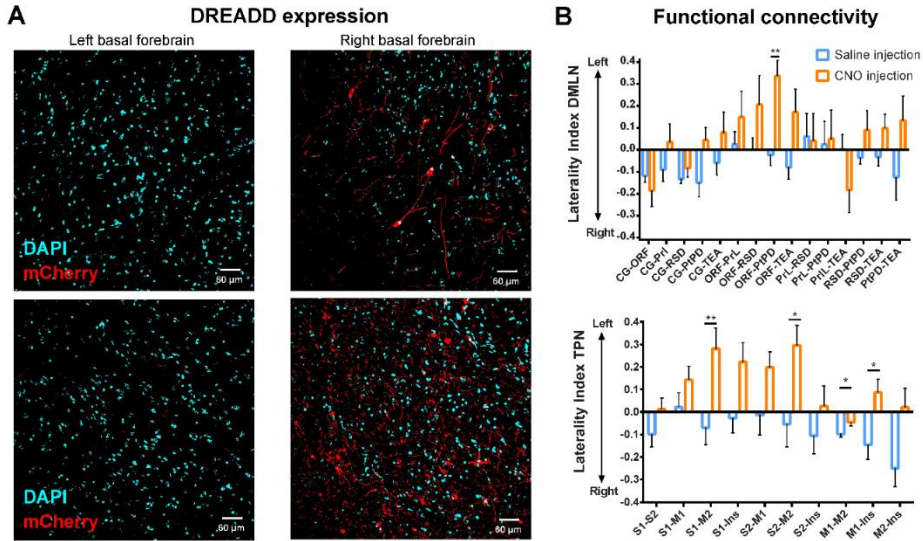 A
DREADD expression
Left basal forebrain
Right basal forebrain
DAPI
mCherry
60 µm
60 µm
DAPI
mCherry
60 µm
60 µm
B
Functional connectivity
Saline injection
CNO injection
Laterality Index DMLN
Left
Right
0.4
0.3
0.2
0.1
0.0
-0.1
-0.2
-0.3
-0.4
**
CG-ORF
CG-Prl
CG-RSD
CG-PtPD
CG-TEA
ORF-PrL
ORF-RSD
ORF-PtPD
ORF-TEA
PrL-RSD
PrL-PtPD
PrlL-TEA
RSD-PtPD
RSD-TEA
PtPD-TEA
Laterality Index TPN
Left
Right
0.4
0.3
0.2
0.1
0.0
-0.1
-0.2
-0.3
-0.4
**
*
*
*
S1-S2
S1-M1
S1-M2
S1-Ins
S2-M1
S2-M2
S2-Ins
M1-M2
M1-Ins
M2-Ins